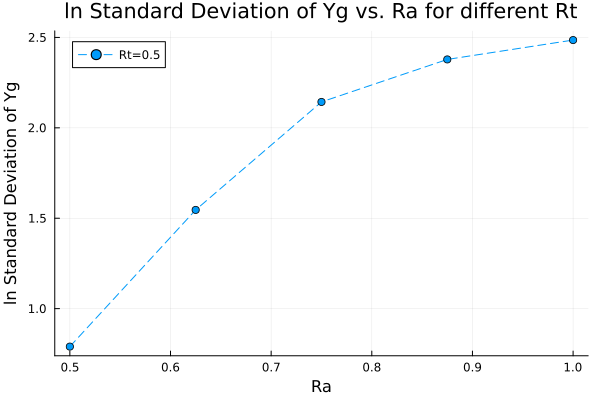 ln Standard Deviation of Yg vs. Ra for different Rt
ln Standard Deviation of Yg
2.5
2.0
1.5
1.0
Rt=0.5
0.5 0.6 0.7 0.8 0.9 1.0
Ra